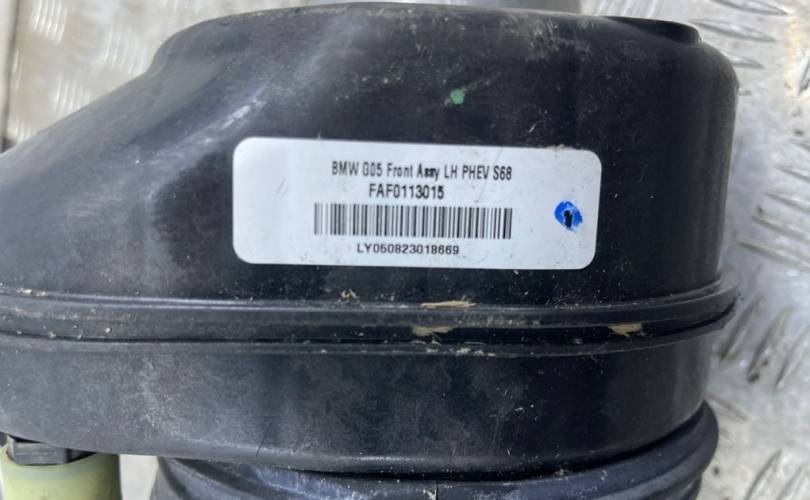 BMW G05 Front Assy LH PHEV S68
FAF0113015
LY050823018669